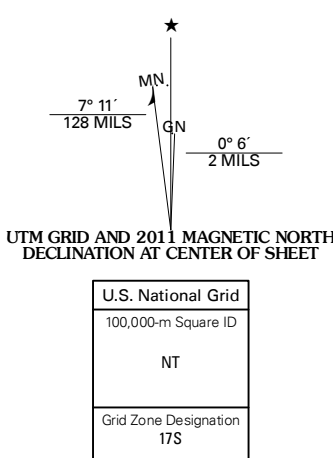 MN.
7° 11´
128 MILS
GN
0° 6´
2 MILS
UTM GRID AND 2011 MAGNETIC NORTH
DECLINATION AT CENTER OF SHEET
U.S. National Grid
100,000-m Square ID
NT
Grid Zone Designation
17S